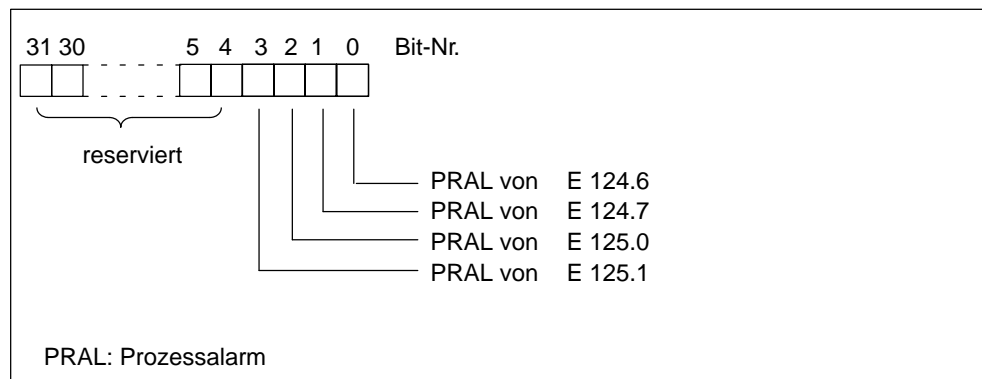 31 30 5 4 3 2 1 0 Bit-Nr.
reserviert
PRAL von E 124.6
PRAL von E 124.7
PRAL von E 125.0
PRAL von E 125.1
PRAL: Prozessalarm